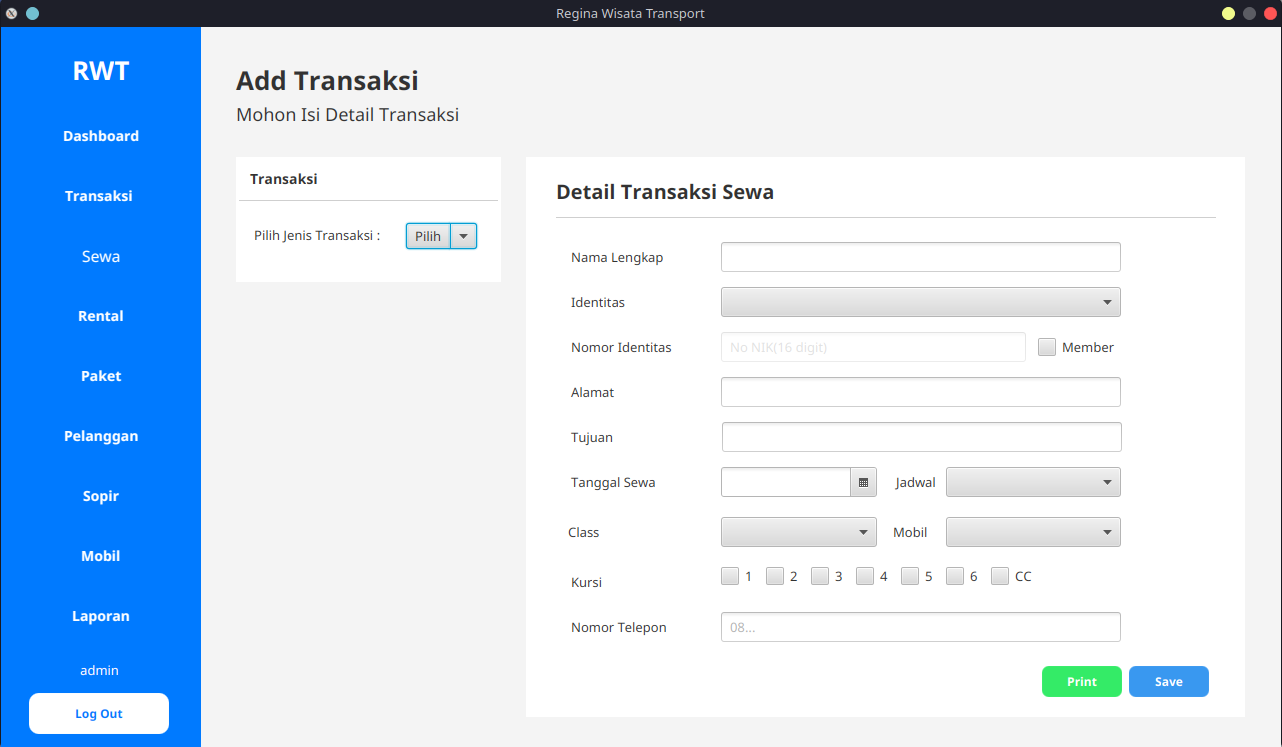 Regina Wisata Transport
RWT
Dashboard
Transaksi
Sewa
Rental
Paket
Pelanggan
Sopir
Mobil
Laporan
admin
Log Out
Add Transaksi
Mohon Isi Detail Transaksi
Transaksi
Pilih Jenis Transaksi : Pilih
Detail Transaksi Sewa
Nama Lengkap
Identitas
Nomor Identitas No NIK(16 digit) Member
Alamat
Tujuan
Tanggal Sewa Jadwal
Class Mobil
Kursi 1 2 3 4 5 6 CC
Nomor Telepon 08...
Print Save